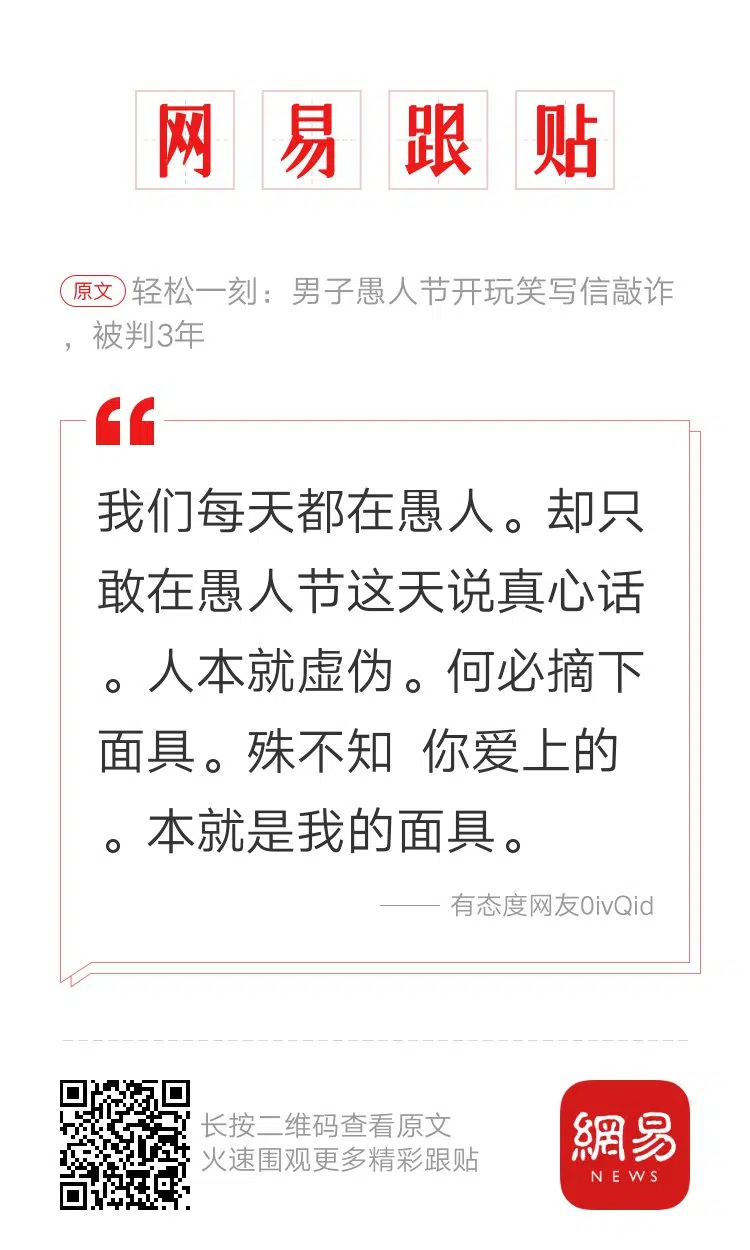 网易跟贴
原文 轻松一刻：男子愚人节开玩笑写信敲诈
，被判3年
我们每天都在愚人。却只
敢在愚人节这天说真心话
。人本就虚伪。何必摘下
面具。殊不知 你爱上的
。本就是我的面具。
—— 有态度网友0ivQid
长按二维码查看原文
火速围观更多精彩跟贴
網易
NEWS